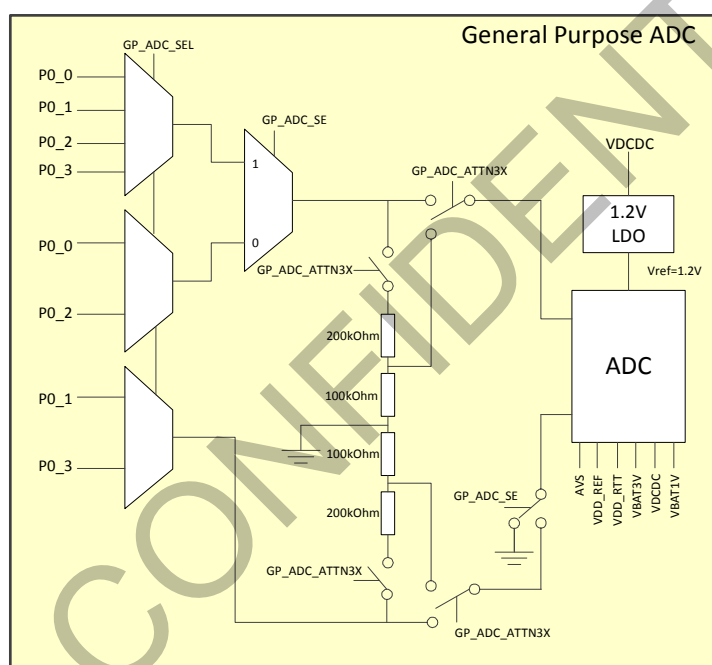 General Purpose ADC
GP_ADC_SEL
P0_0
P0_1
P0_2
P0_3
GP_ADC_SE
1
0
P0_0
P0_2
P0_1
P0_3
GP_ADC_ATTN3X
GP_ADC_ATTN3X
200kOhm
100kOhm
100kOhm
200kOhm
GP_ADC_ATTN3X
GP_ADC_ATTN3X
GP_ADC_SE
VDCDC
1.2V
LDO
Vref=1.2V
ADC
AVS
VDD_REF
VDD_RTT
VBAT3V
VDCDC
VBAT1V
CONFIDENT